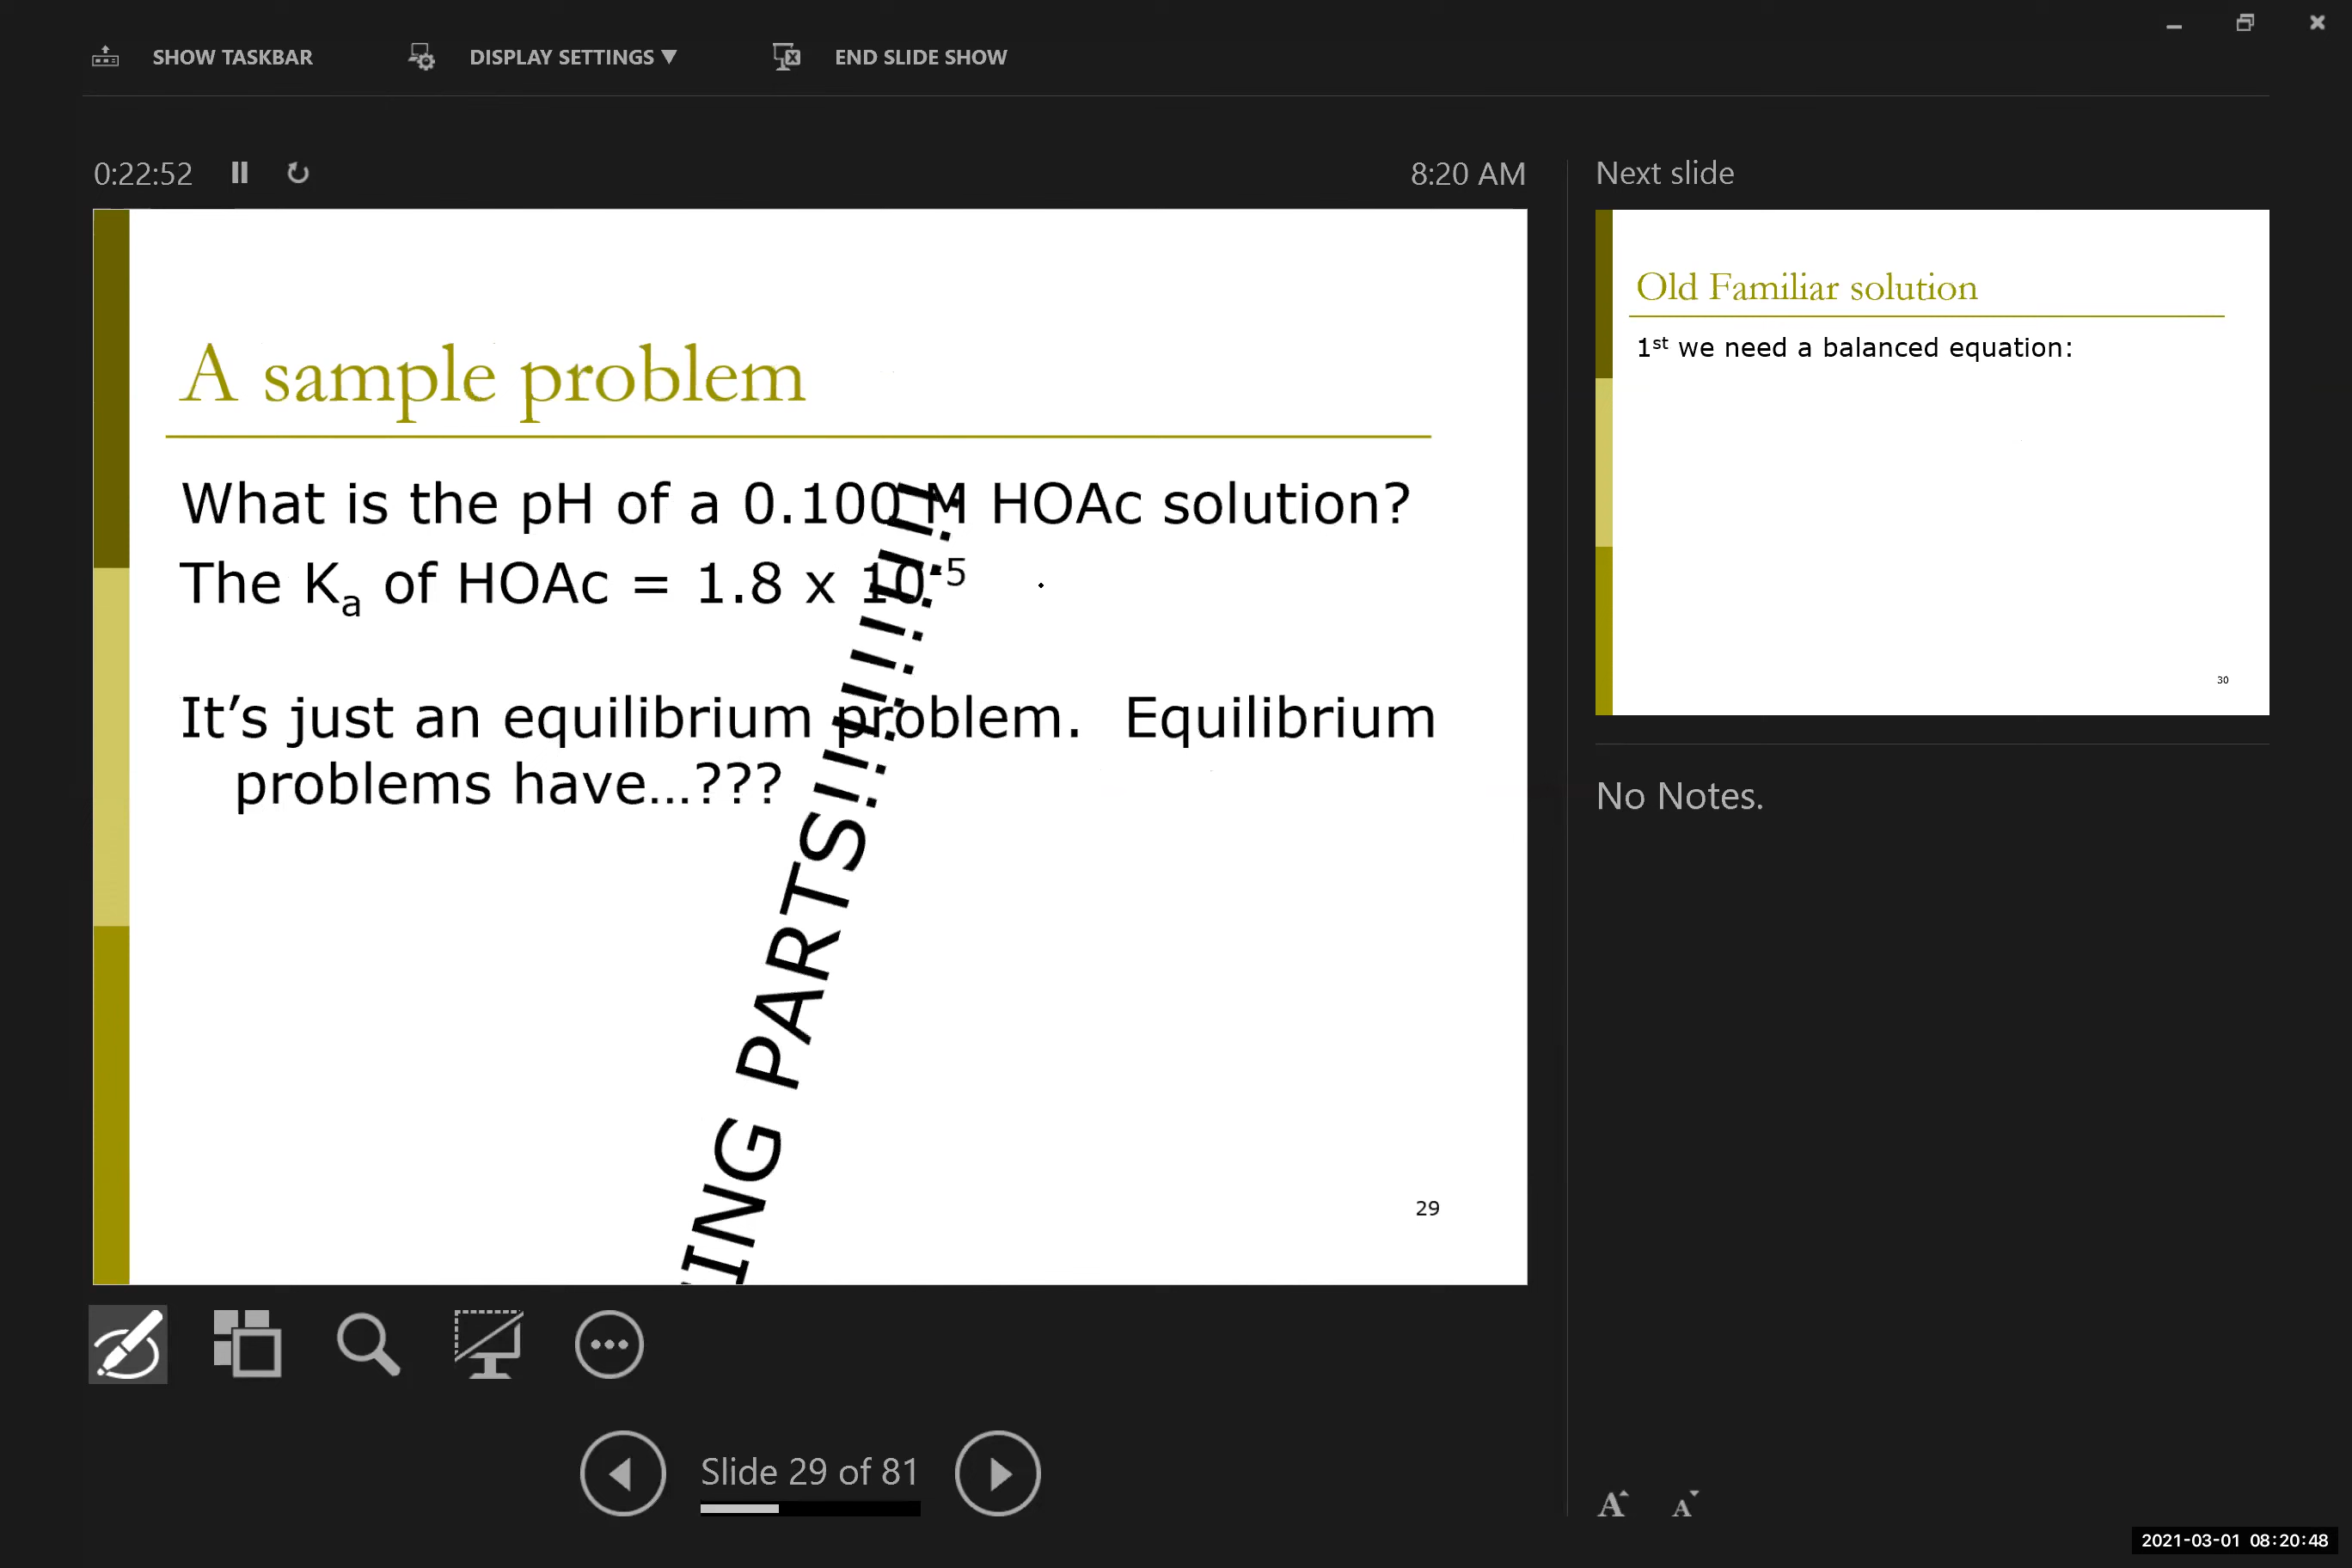 SHOW TASKBAR
DISPLAY SETTINGS ▼
END SLIDE SHOW
0:22:52
8:20 AM
Next slide
A sample problem
What is the pH of a 0.100 M HOAc solution?
The Kₐ of HOAc = 1.8 x 10⁻⁵
It’s just an equilibrium problem.  Equilibrium
problems have…???
ING PARTS!!!!!!!!!!!
29
Old Familiar solution
1ˢᵗ we need a balanced equation:
30
No Notes.
Slide 29 of 81
A A
2021-03-01 08:20:48